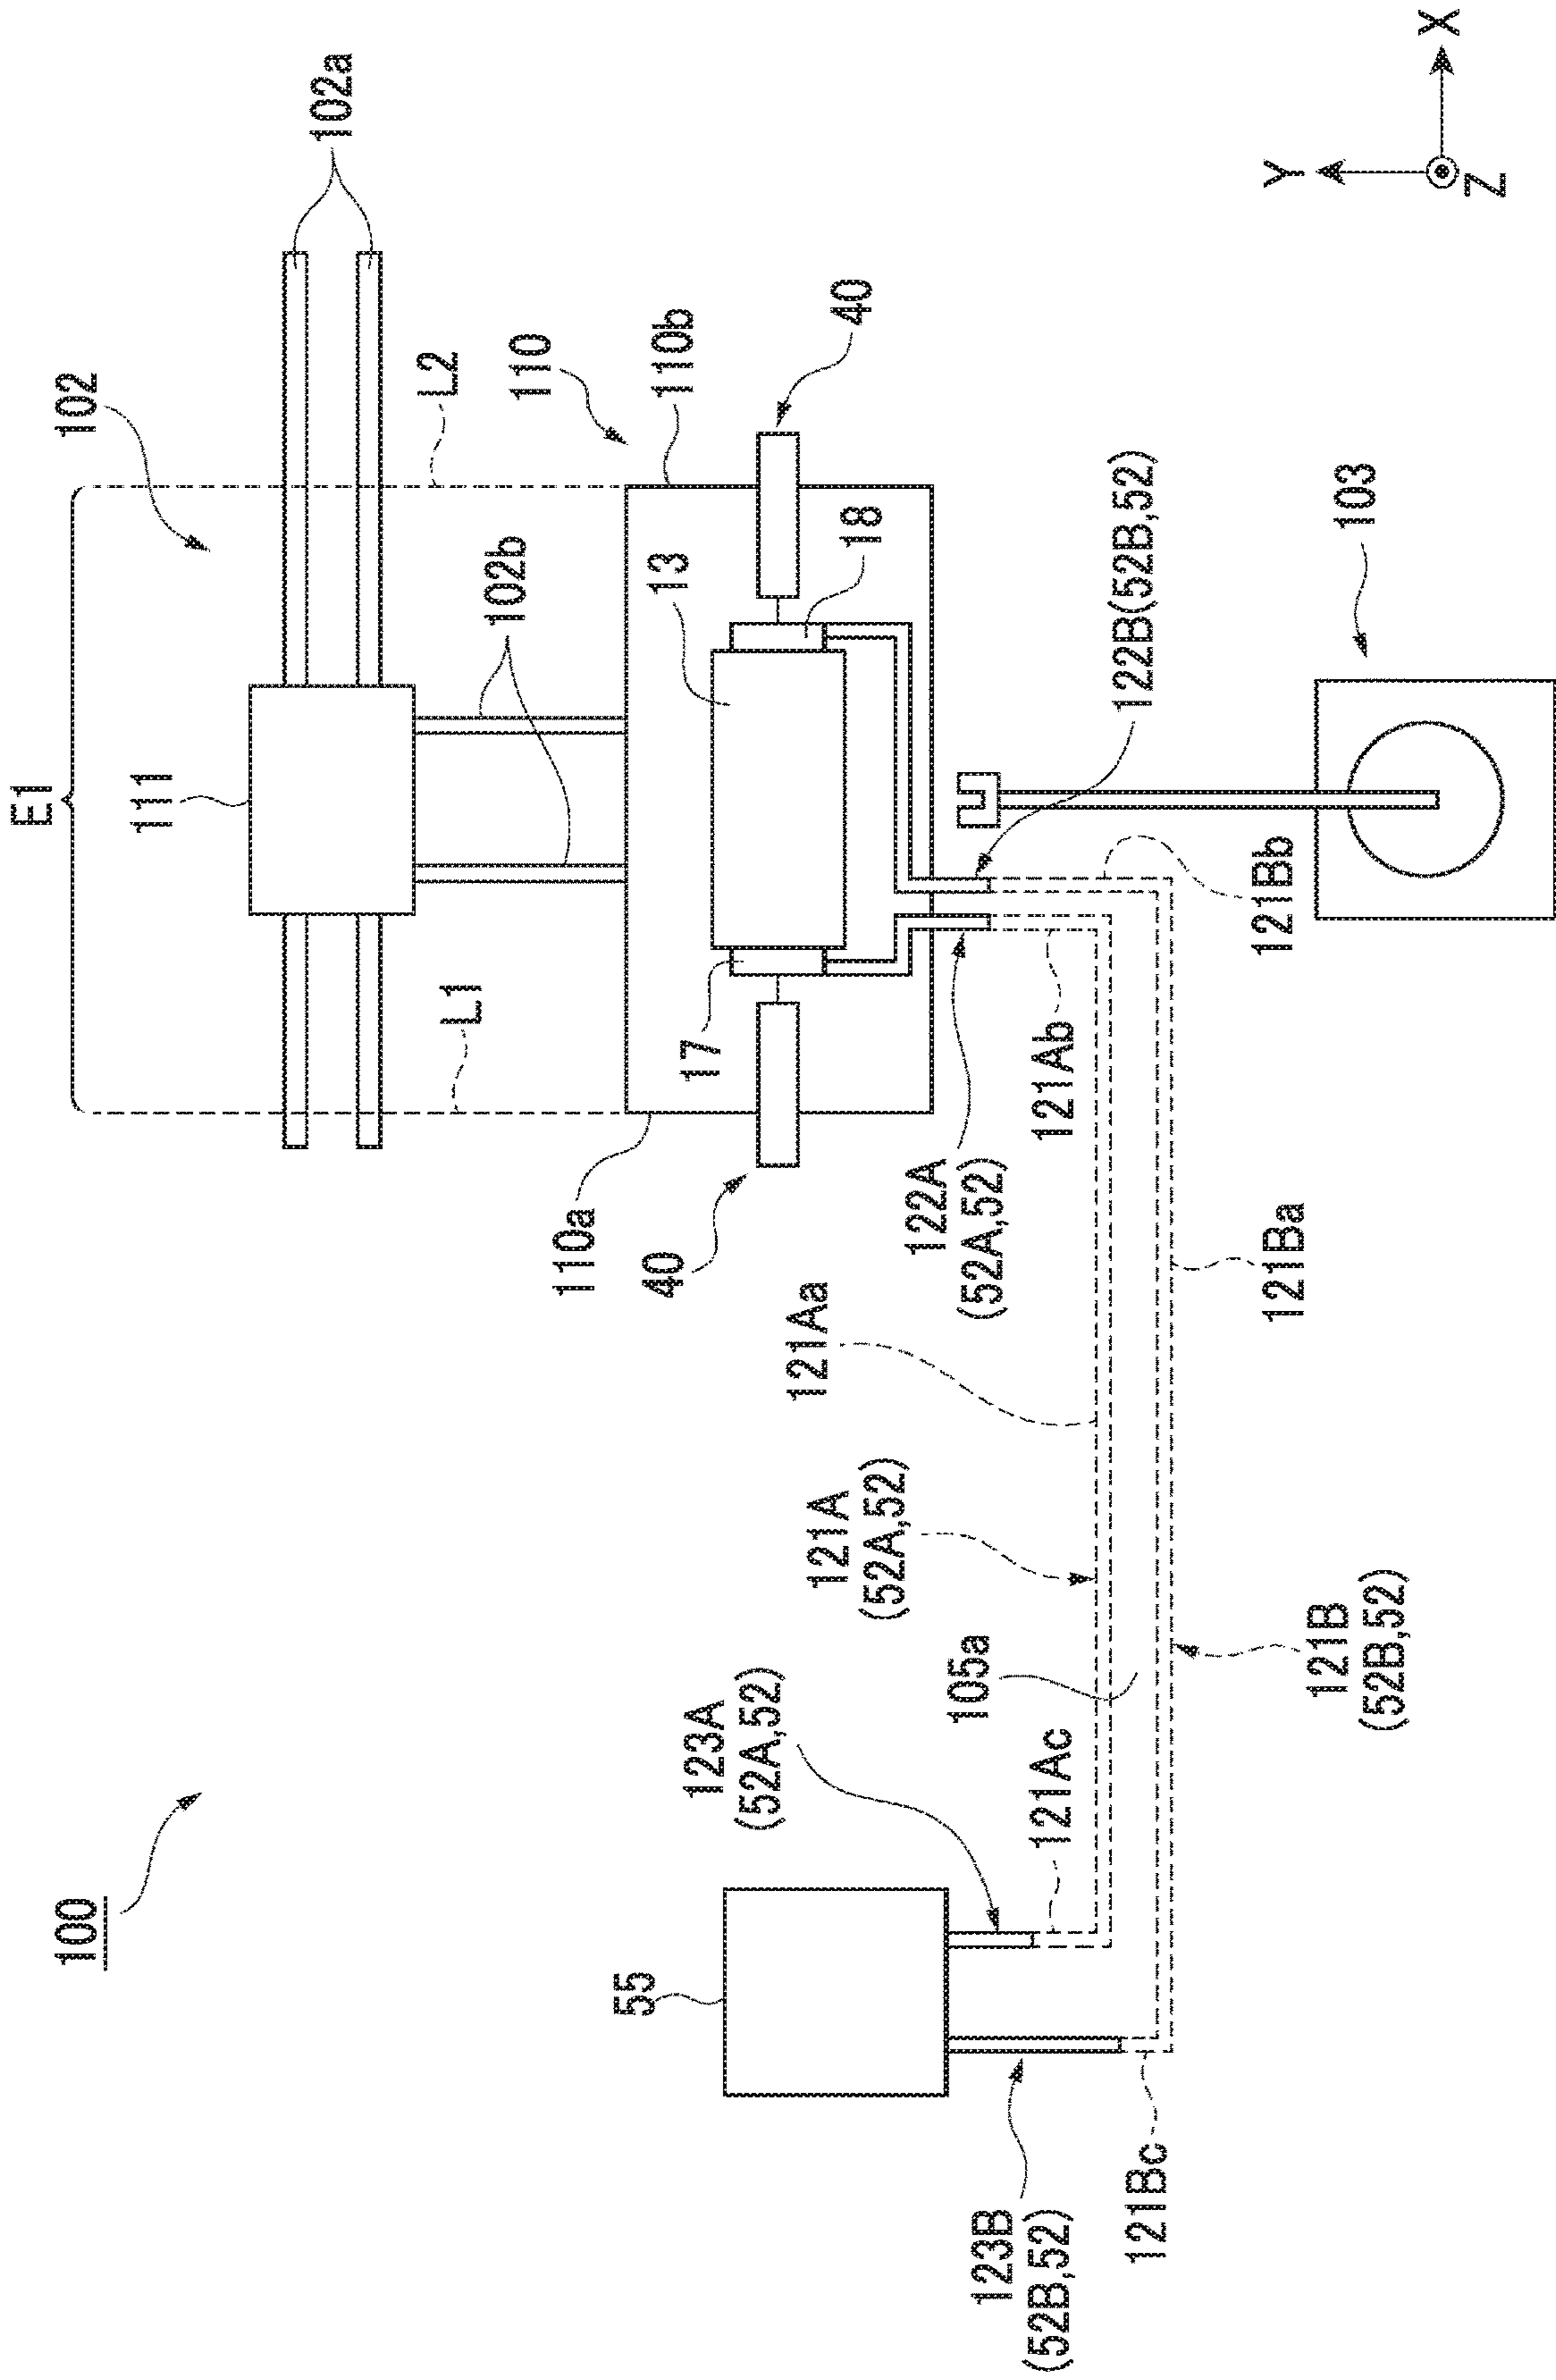 100
E1
102
102a
111
L1
L2
102b
110
110a
110b
40
40
13
17
18
55
123A
(52A,52)
121Ac
105a
121A
(52A,52)
121Aa
122A
(52A,52)
121Ab
122B(52B,52)
121Bb
103
123B
(52B,52)
121Bc
121B
(52B,52)
121Ba
Y
X
Z